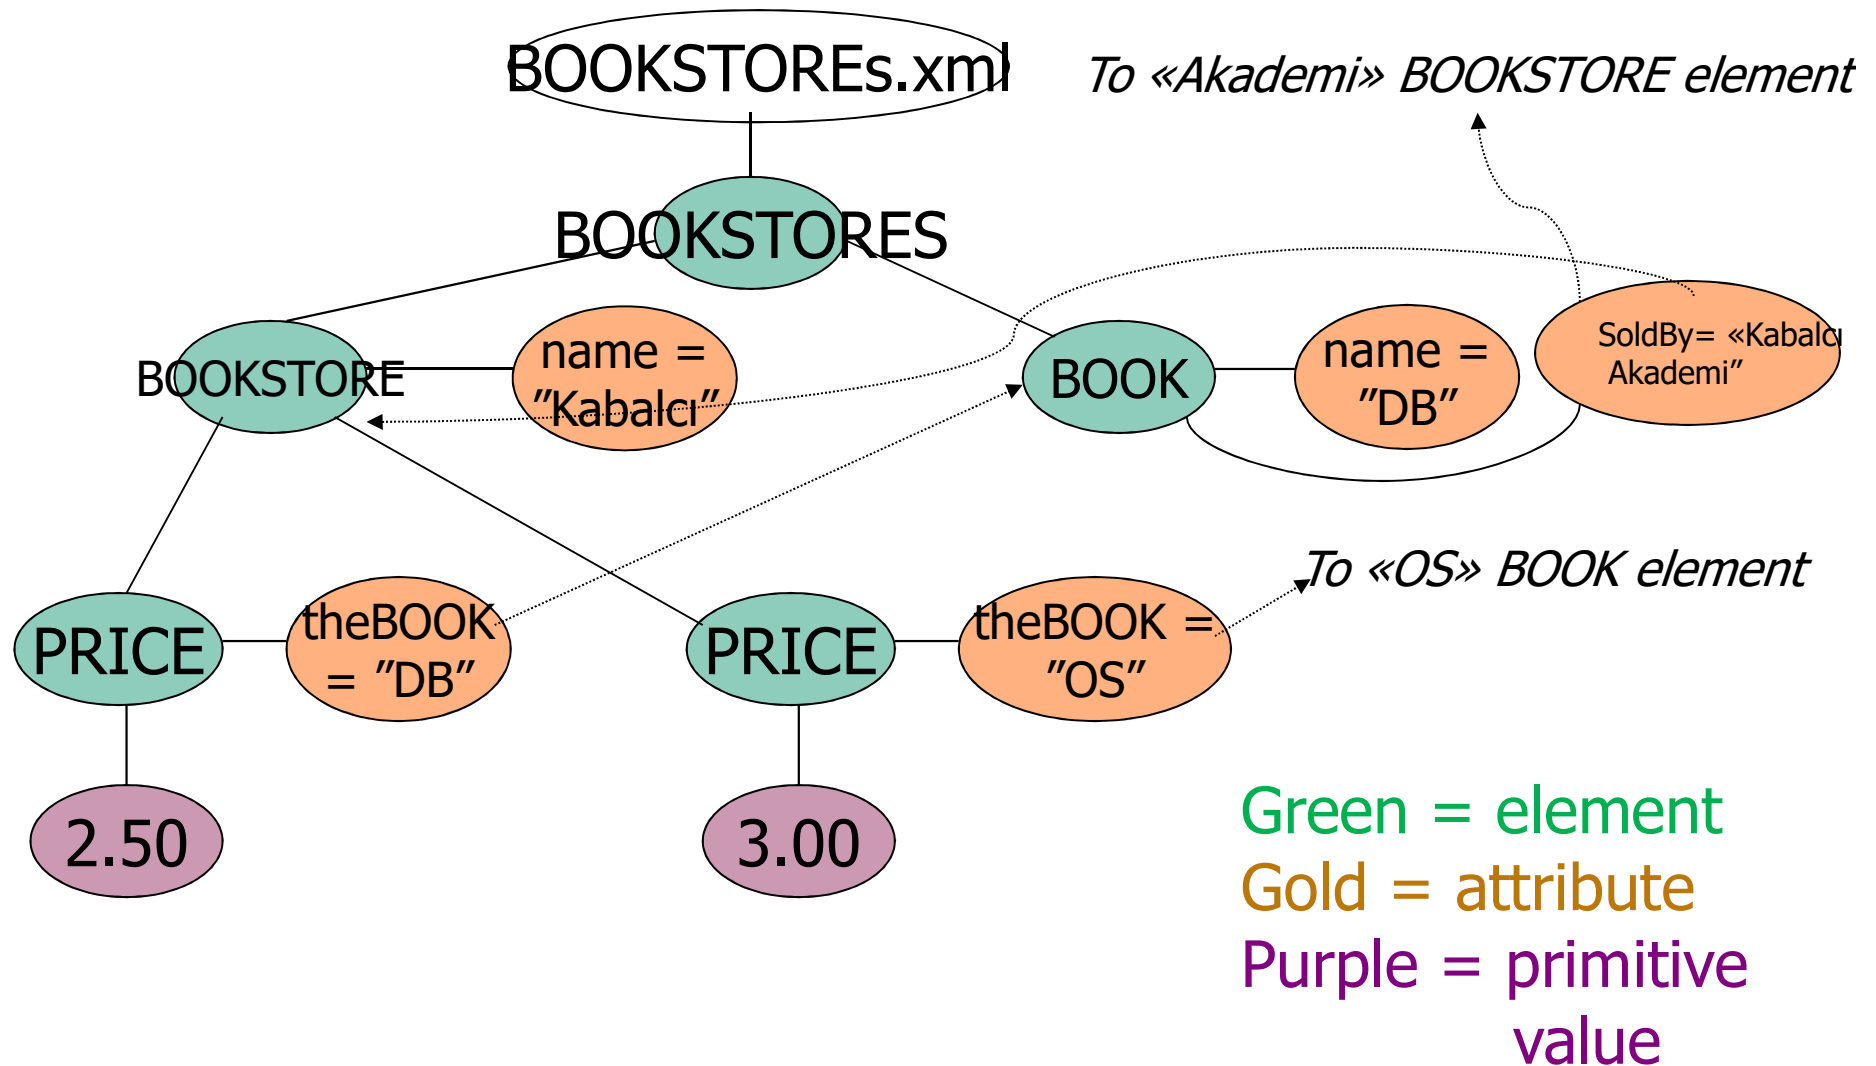 BOOKSTOREs.xml
To «Akademi» BOOKSTORE element
BOOKSTORES
BOOKSTORE
name =
”Kabalcı”
BOOK
name =
”DB”
SoldBy= «Kabalcı
Akademi”
To «OS» BOOK element
PRICE
theBOOK
= ”DB”
PRICE
theBOOK =
”OS”
2.50
3.00
Green = element
Gold = attribute
Purple = primitive
value